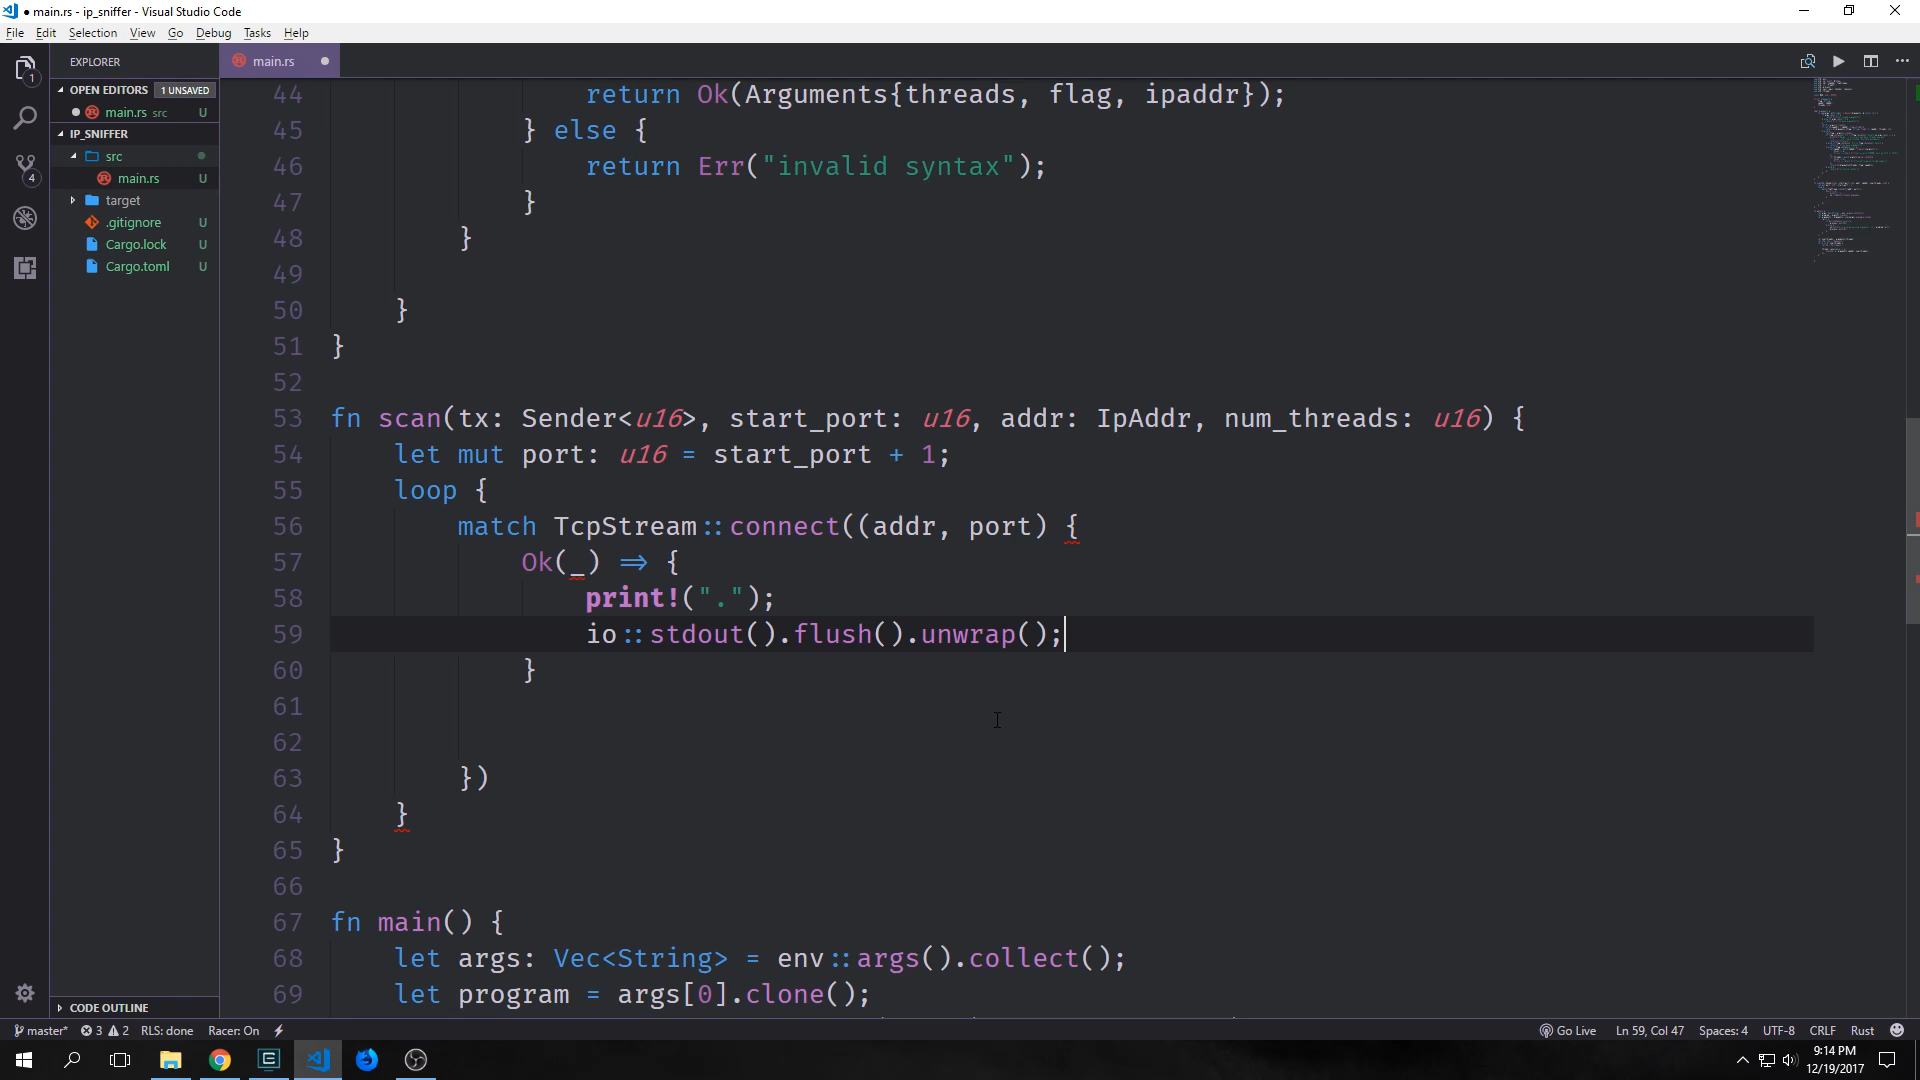 ● main.rs - ip_sniffer - Visual Studio Code
File Edit Selection View Go Debug Tasks Help
EXPLORER
main.rs ●
OPEN EDITORS 1 UNSAVED
● main.rs src U
IP_SNIFFER
src
main.rs U
target
.gitignore U
Cargo.lock U
Cargo.toml U
CODE OUTLINE
1
4
44 return Ok(Arguments{threads, flag, ipaddr});
45 } else {
46 return Err("invalid syntax");
47 }
48 }
49
50 }
51 }
52
53 fn scan(tx: Sender<u16>, start_port: u16, addr: IpAddr, num_threads: u16) {
54 let mut port: u16 = start_port + 1;
55 loop {
56 match TcpStream::connect((addr, port) {
57 Ok(_) => {
58 print!(".");
59 io::stdout().flush().unwrap();
60 }
61
62
63 })
64 }
65 }
66
67 fn main() {
68 let args: Vec<String> = env::args().collect();
69 let program = args[0].clone();
master* 3 2 RLS: done Racer: On Go Live Ln 59, Col 47 Spaces: 4 UTF-8 CRLF Rust
9:14 PM
12/19/2017